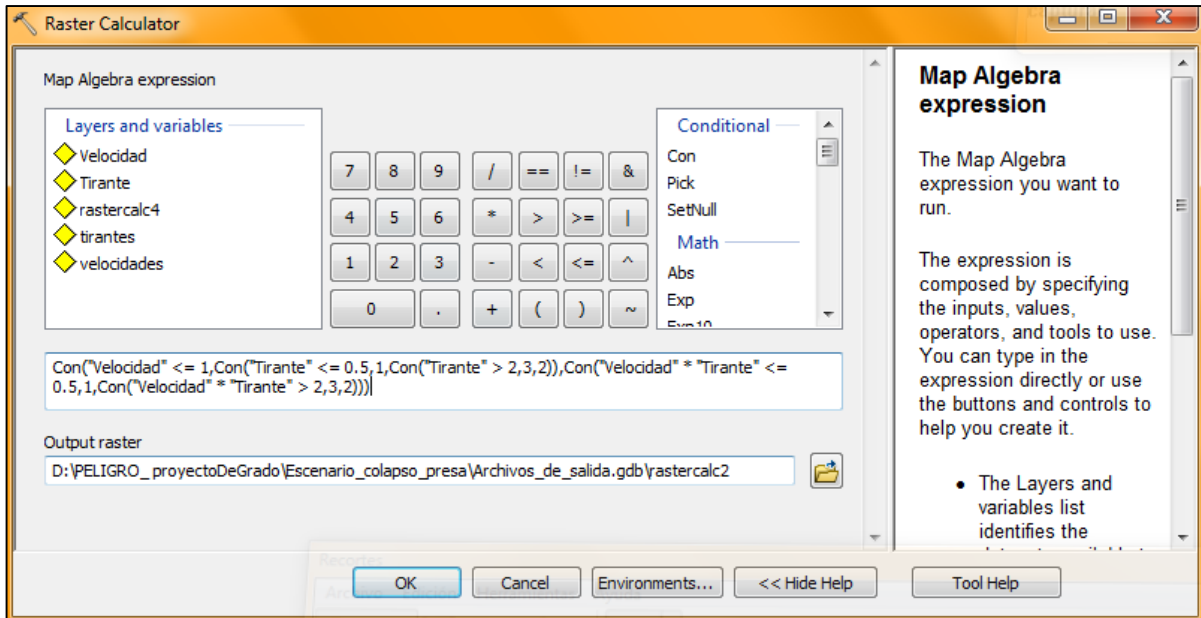 Raster Calculator
Map Algebra expression
Layers and variables
Velocidad
Tirante
rastercalc4
tirantes
velocidades
7 8 9 / == != &
4 5 6 * > >= |
1 2 3 - < <= ^
0 . + ( ) ~
Conditional
Con
Pick
SetNull
Math
Abs
Exp
Exp10
Con("Velocidad" <= 1,Con("Tirante" <= 0.5,1,Con("Tirante" > 2,3,2)),Con("Velocidad" * "Tirante" <=
0.5,1,Con("Velocidad" * "Tirante" > 2,3,2)))
Output raster
D:\PELIGRO_ proyectoDeGrado\Escenario_colapso_presa\Archivos_de_salida.gdb\rastercalc2
Map Algebra
expression
The Map Algebra
expression you want to
run.
The expression is
composed by specifying
the inputs, values,
operators, and tools to use.
You can type in the
expression directly or use
the buttons and controls to
help you create it.
• The Layers and
variables list
identifies the
Recortes
OK
Cancel
Environments...
<< Hide Help
Tool Help